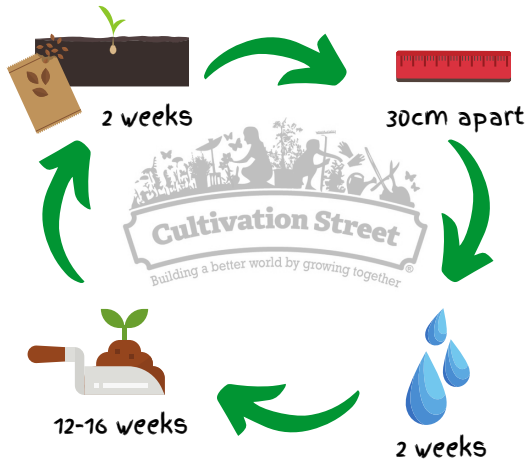 2 weeks
30cm apart
Cultivation Street
®
Building a better world by growing together
12-16 weeks
2 weeks